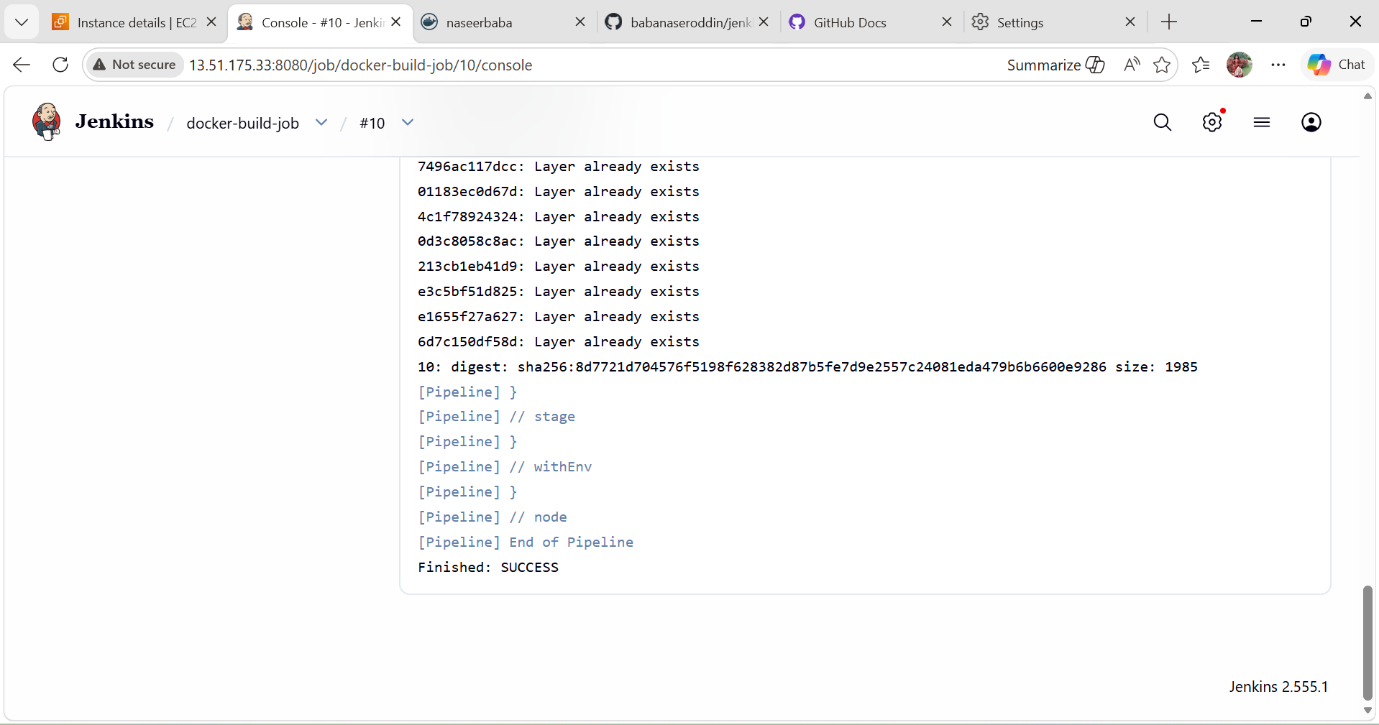 Instance details | EC2
Console - #10 - Jenkin
naseerbaba
babanaseroddin/jenk
GitHub Docs
Settings
Not secure
13.51.175.33:8080/job/docker-build-job/10/console
Summarize
Chat
Jenkins / docker-build-job / #10
7496ac117dcc: Layer already exists
01183ec0d67d: Layer already exists
4c1f78924324: Layer already exists
0d3c8058c8ac: Layer already exists
213cb1eb41d9: Layer already exists
e3c5bf51d825: Layer already exists
e1655f27a627: Layer already exists
6d7c150df58d: Layer already exists
10: digest: sha256:8d7721d704576f5198f628382d87b5fe7d9e2557c24081eda479b6b6600e9286 size: 1985
[Pipeline] }
[Pipeline] // stage
[Pipeline] }
[Pipeline] // withEnv
[Pipeline] }
[Pipeline] // node
[Pipeline] End of Pipeline
Finished: SUCCESS
Jenkins 2.555.1